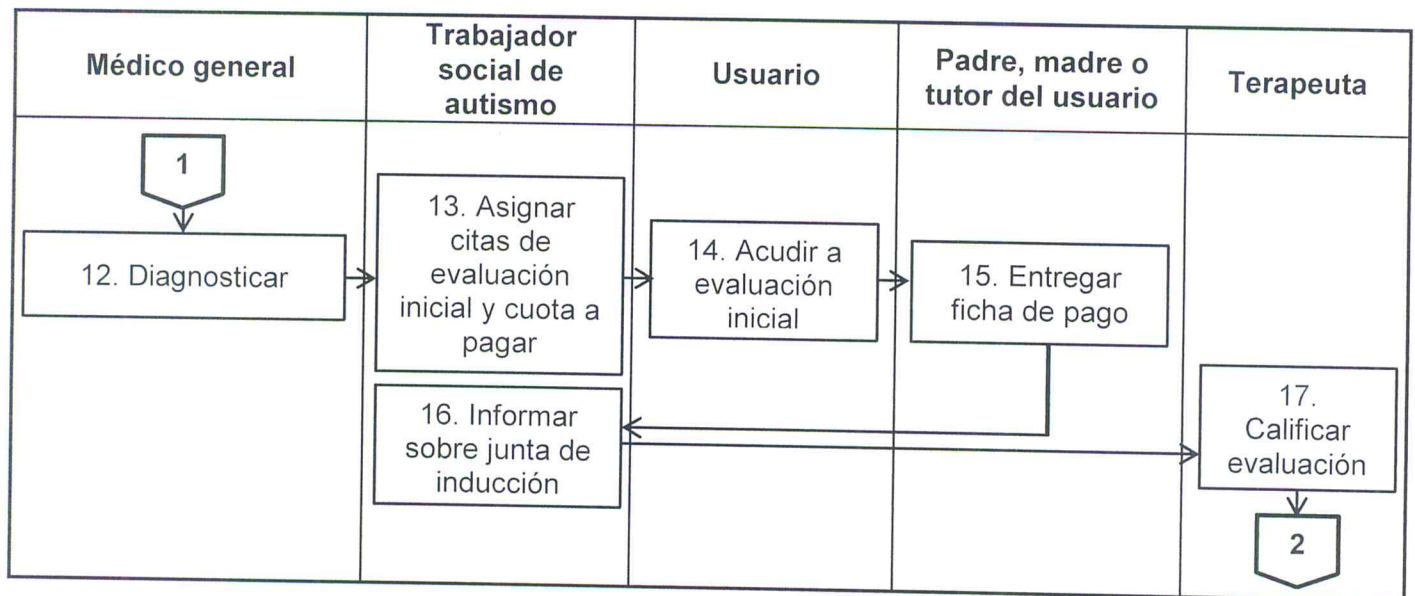 Médico general
Trabajador
social de
autismo
Usuario
Padre, madre o
tutor del usuario
Terapeuta
1
12. Diagnosticar
13. Asignar
citas de
evaluación
inicial y cuota a
pagar
14. Acudir a
evaluación
inicial
15. Entregar
ficha de pago
16. Informar
sobre junta de
inducción
17.
Calificar
evaluación
2